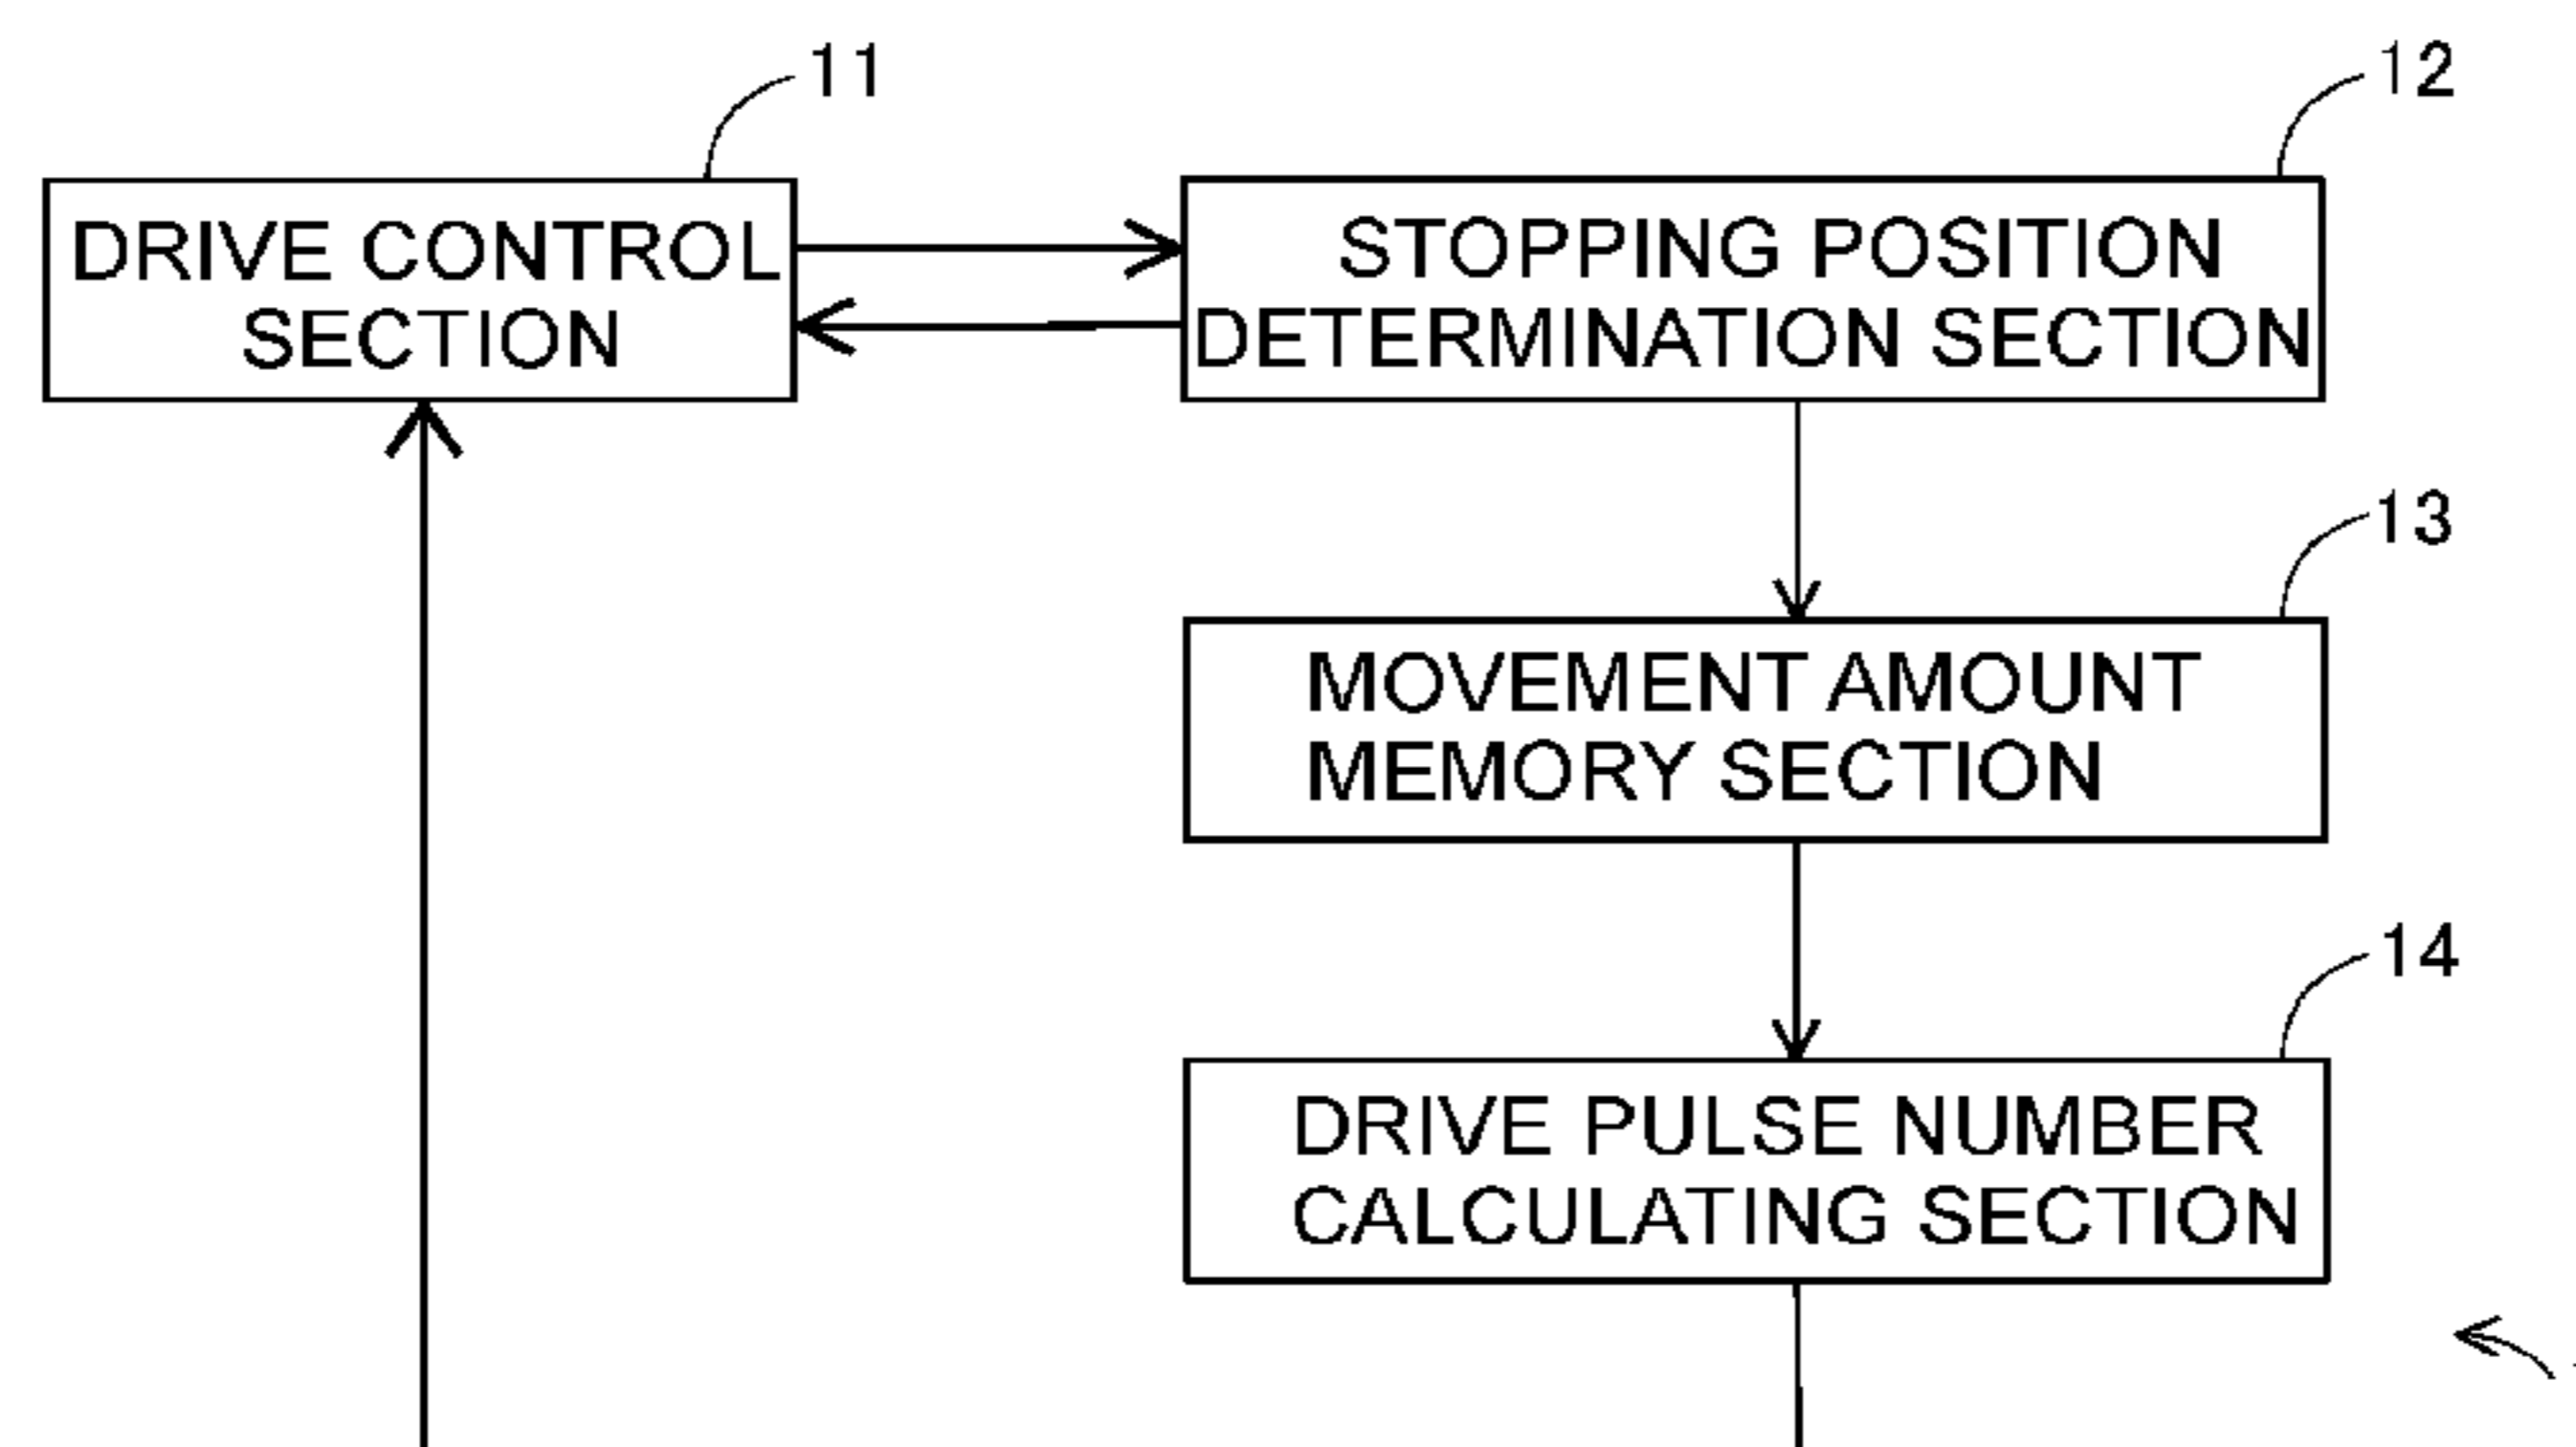 11
12
DRIVE CONTROL
SECTION
STOPPING POSITION
DETERMINATION SECTION
13
MOVEMENT AMOUNT
MEMORY SECTION
14
DRIVE PULSE NUMBER
CALCULATING SECTION